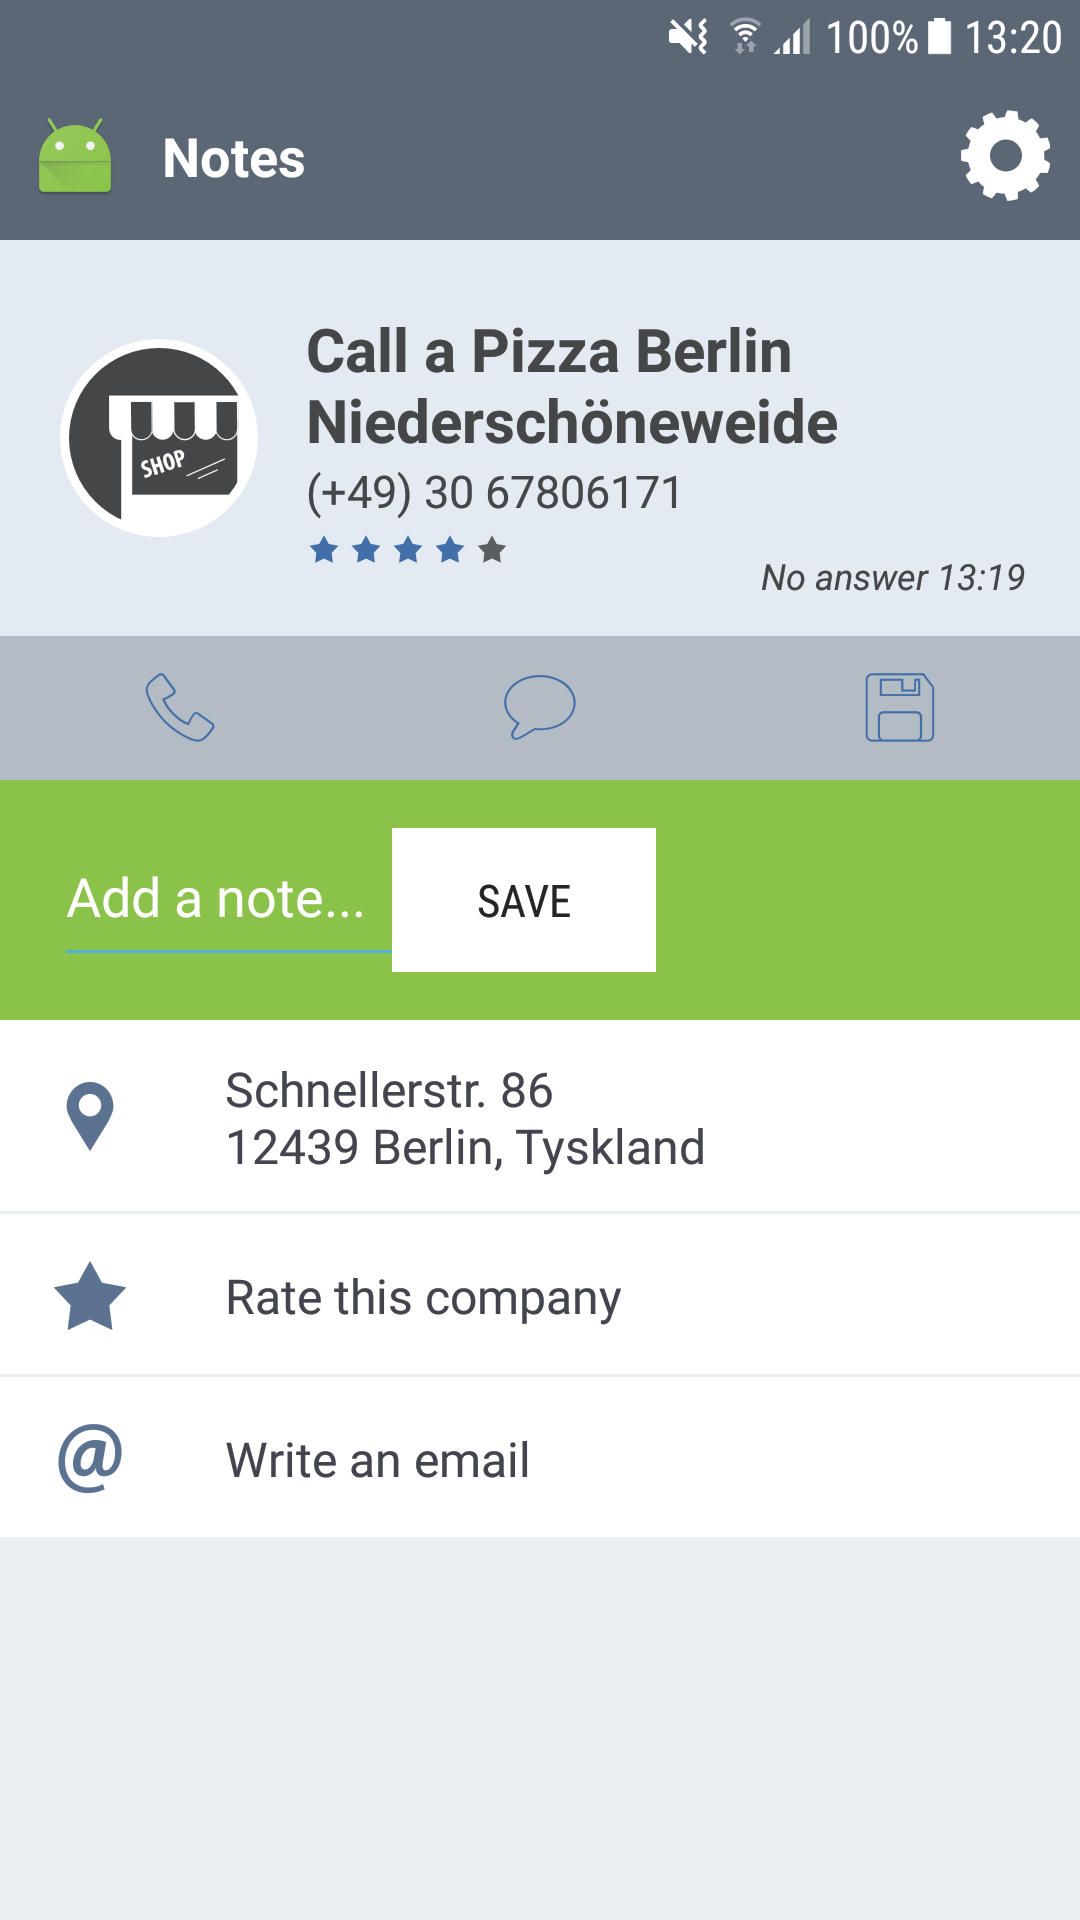 100% 13:20
Notes
Call a Pizza Berlin
Niederschöneweide
(+49) 30 67806171
SHOP
No answer 13:19
Add a note...
SAVE
Schnellerstr. 86
12439 Berlin, Tyskland
Rate this company
@
Write an email